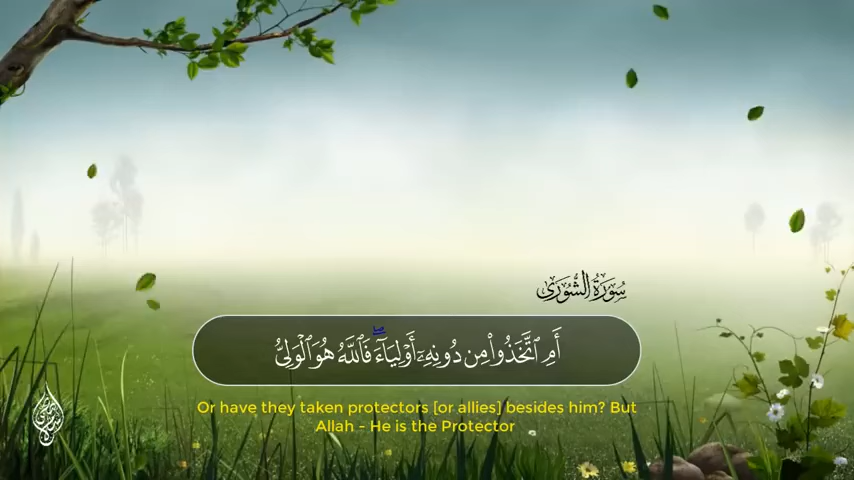 سُورَةُ الشُّورَى
أَمِ ٱتَّخَذُوا۟ مِن دُونِهِۦٓ أَوْلِيَآءَ ۖ فَٱللَّهُ هُوَ ٱلْوَلِىُّ
Or have they taken protectors [or allies] besides him? But
Allah - He is the Protector